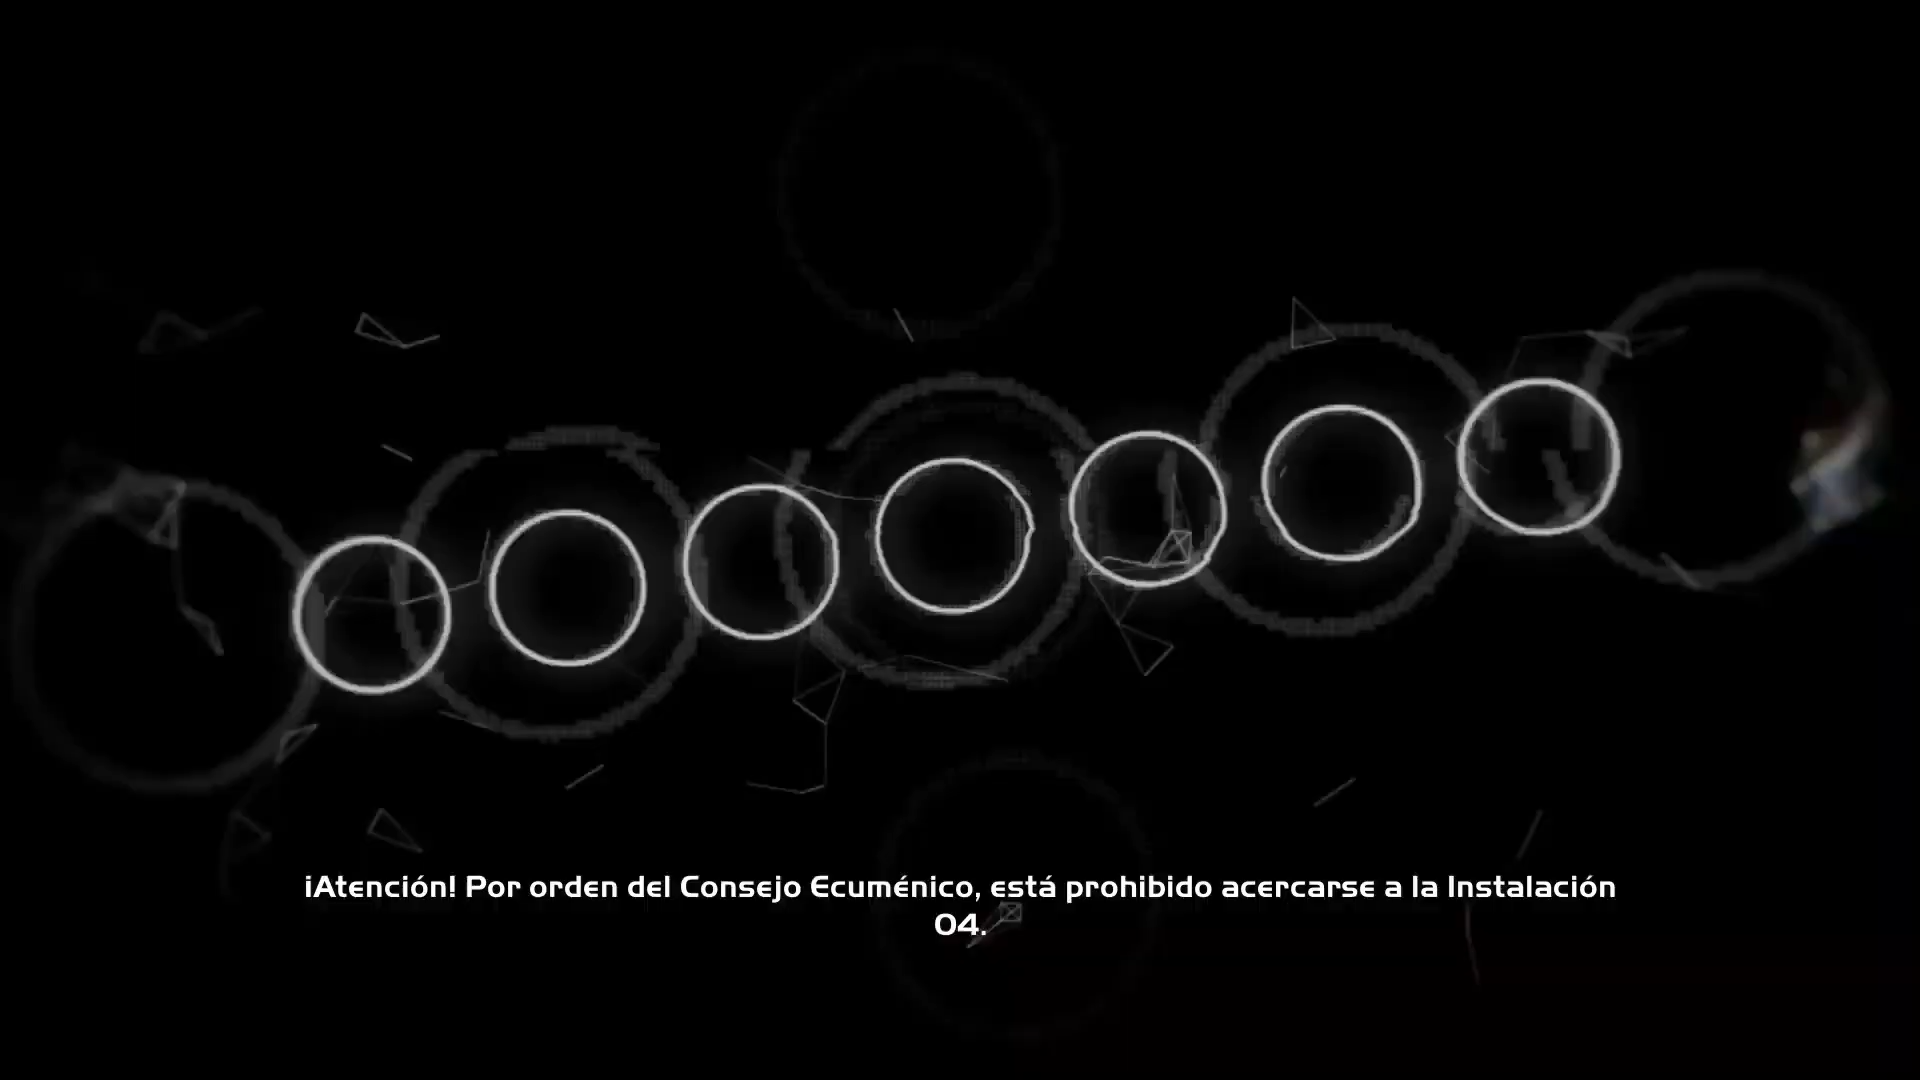 ¡Atención! Por orden del Consejo Ecuménico, está prohibido acercarse a la Instalación
04.